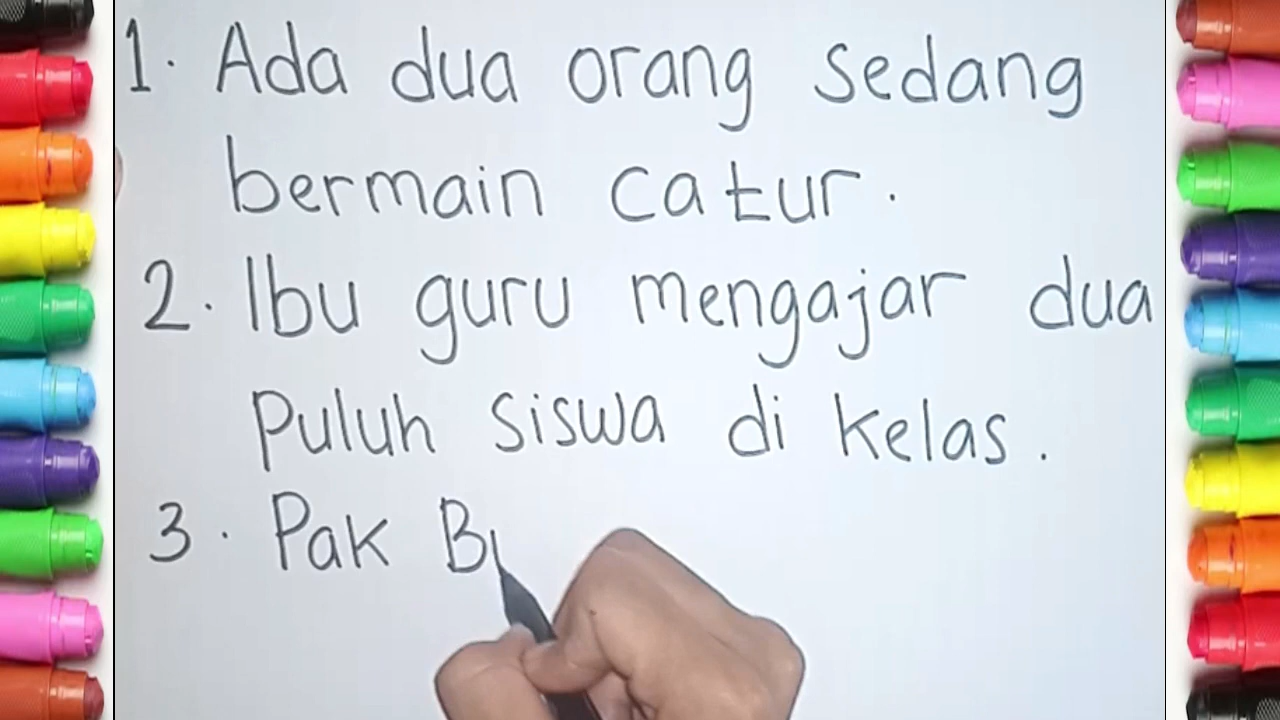 1. Ada dua orang sedang
bermain catur.
2. Ibu guru mengajar dua
puluh siswa di kelas.
3. Pak